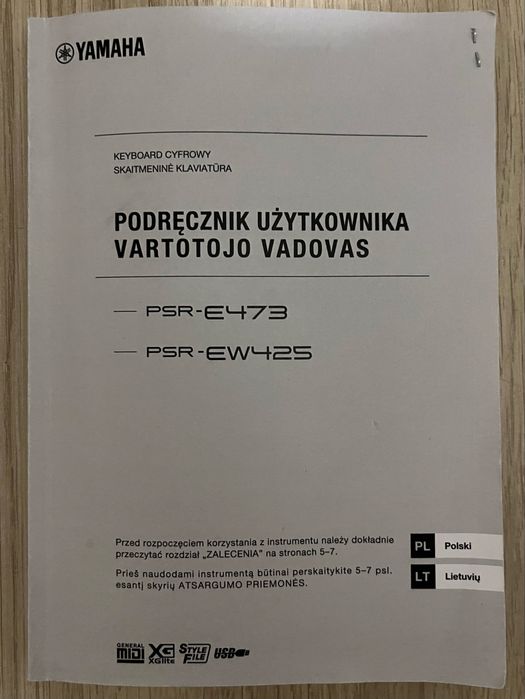 YAMAHA
KEYBOARD CYFROWY
SKAITMENINĖ KLAVIATŪRA
PODRĘCZNIK UŻYTKOWNIKA
VARTOTOJO VADOVAS
— PSR-E473
— PSR-EW425
Przed rozpoczęciem korzystania z instrumentu należy dokładnie
przeczytać rozdział „ZALECENIA” na stronach 5–7.
Prieš naudodami instrumentą būtinai perskaitykite 5–7 psl.
esantį skyrių ATSARGUMO PRIEMONĖS.
PL Polski
LT Lietuvių
GENERAL MIDI XG XGlite STYLE FILE USB